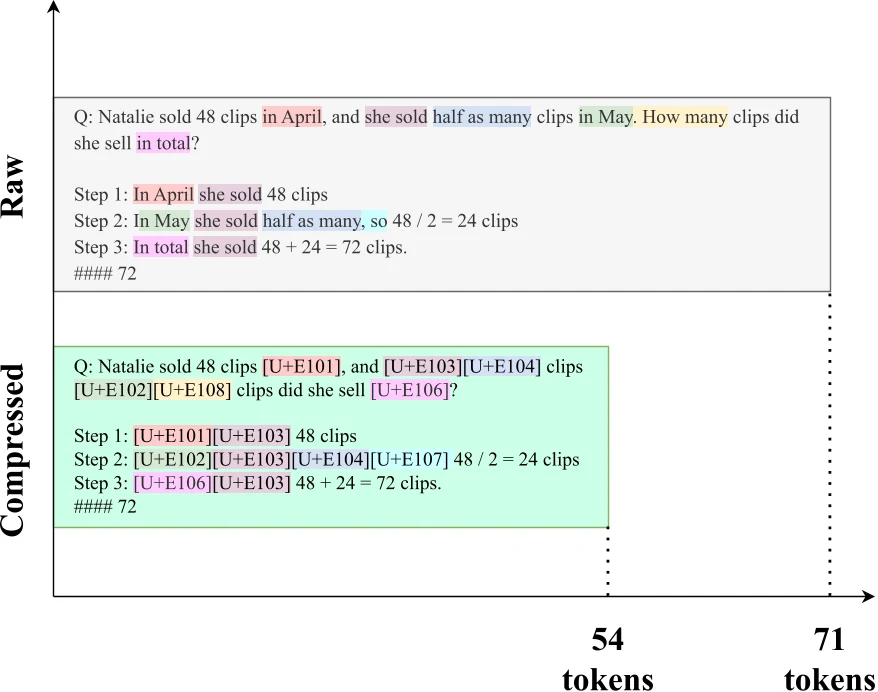 Raw
Q: Natalie sold 48 clips in April, and she sold half as many clips in May. How many clips did
she sell in total?
Step 1: In April she sold 48 clips
Step 2: In May she sold half as many, so 48 / 2 = 24 clips
Step 3: In total she sold 48 + 24 = 72 clips.
#### 72
Compressed
Q: Natalie sold 48 clips [U+E101], and [U+E103][U+E104] clips
[U+E102][U+E108] clips did she sell [U+E106]?
Step 1: [U+E101][U+E103] 48 clips
Step 2: [U+E102][U+E103][U+E104][U+E107] 48 / 2 = 24 clips
Step 3: [U+E106][U+E103] 48 + 24 = 72 clips.
#### 72
54
tokens
71
tokens